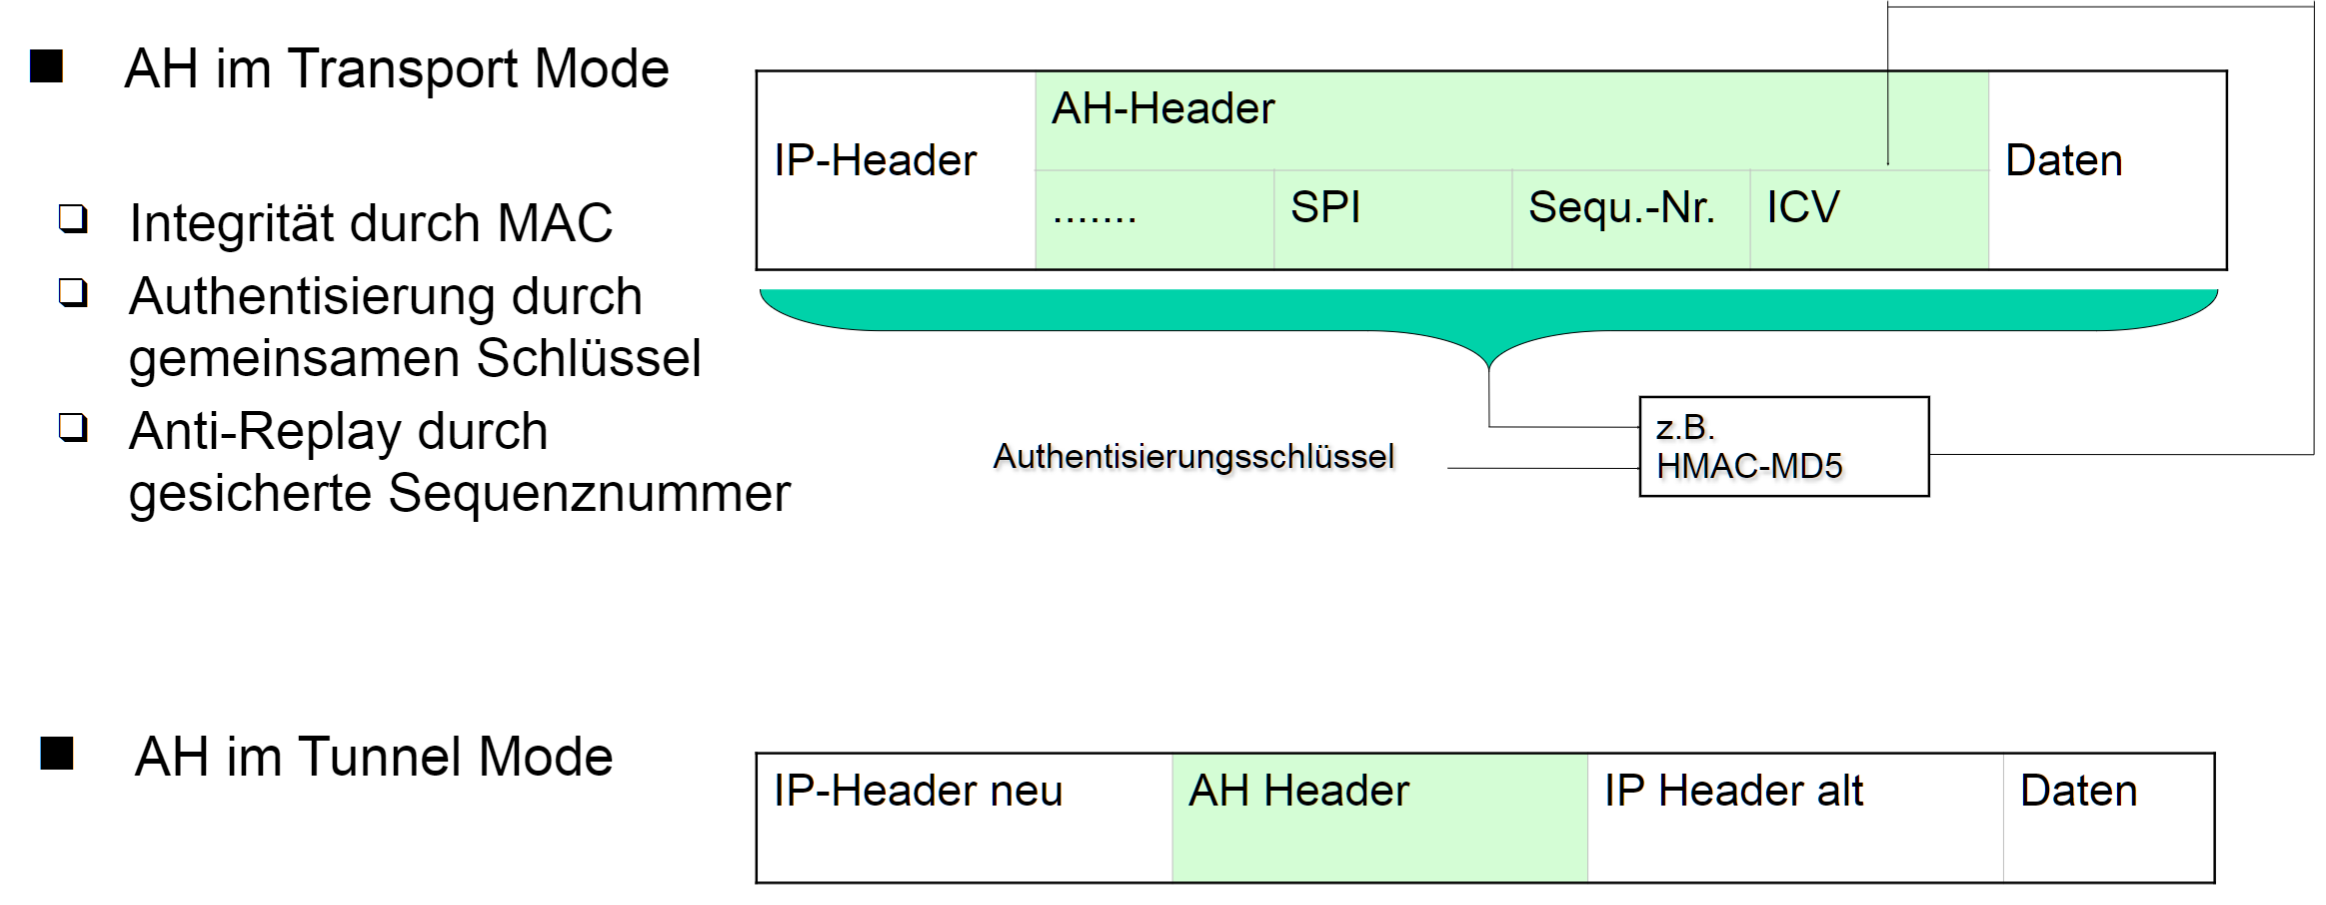 AH im Transport Mode
Integrität durch MAC
Authentisierung durch
gemeinsamen Schlüssel
Anti-Replay durch
gesicherte Sequenznummer
IP-Header
AH-Header
.......
SPI
Sequ.-Nr.
ICV
Daten
Authentisierungsschlüssel
z.B.
HMAC-MD5
AH im Tunnel Mode
IP-Header neu
AH Header
IP Header alt
Daten